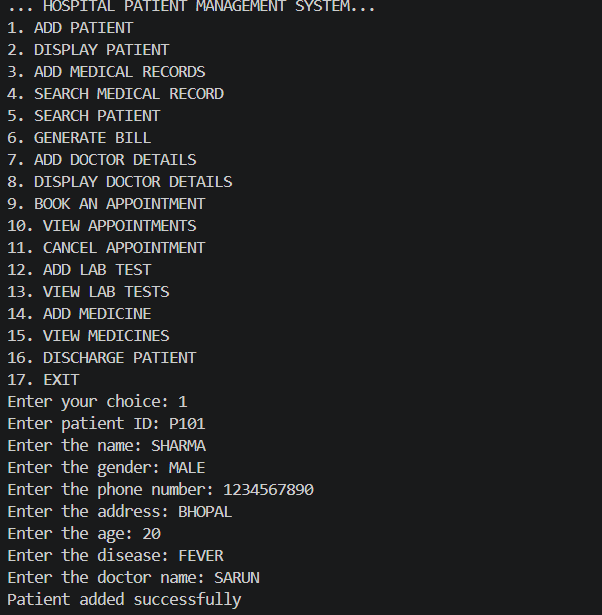 ... HOSPITAL PATIENT MANAGEMENT SYSTEM...
1. ADD PATIENT
2. DISPLAY PATIENT
3. ADD MEDICAL RECORDS
4. SEARCH MEDICAL RECORD
5. SEARCH PATIENT
6. GENERATE BILL
7. ADD DOCTOR DETAILS
8. DISPLAY DOCTOR DETAILS
9. BOOK AN APPOINTMENT
10. VIEW APPOINTMENTS
11. CANCEL APPOINTMENT
12. ADD LAB TEST
13. VIEW LAB TESTS
14. ADD MEDICINE
15. VIEW MEDICINES
16. DISCHARGE PATIENT
17. EXIT
Enter your choice: 1
Enter patient ID: P101
Enter the name: SHARMA
Enter the gender: MALE
Enter the phone number: 1234567890
Enter the address: BHOPAL
Enter the age: 20
Enter the disease: FEVER
Enter the doctor name: SARUN
Patient added successfully